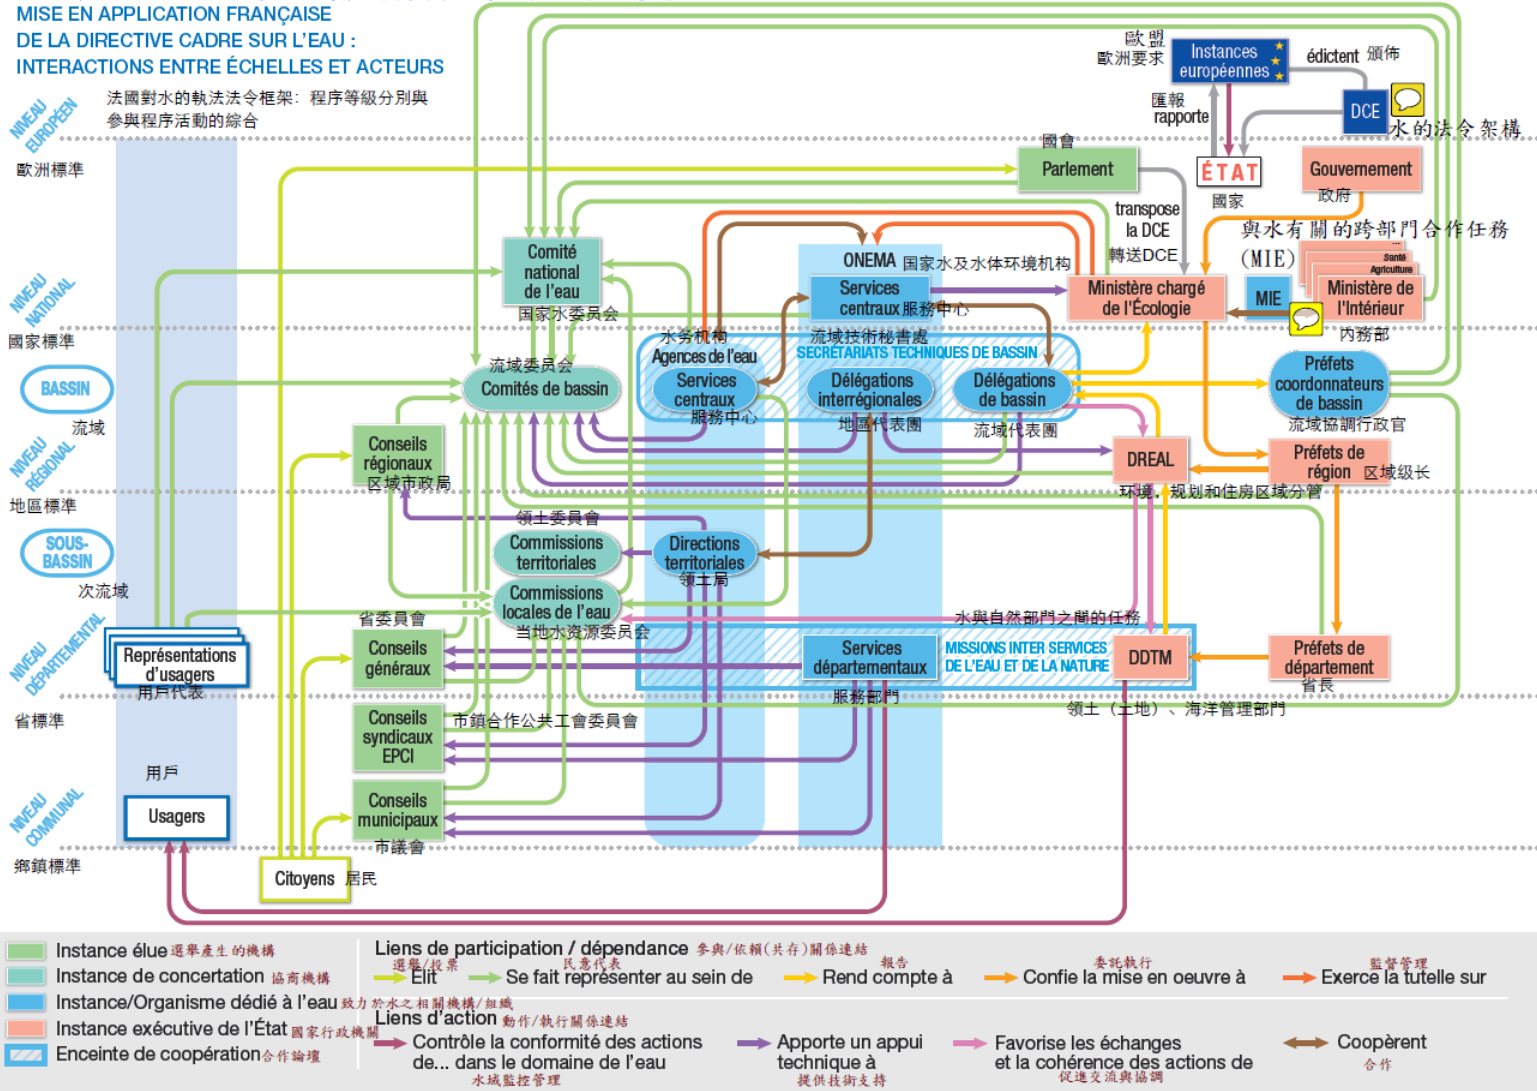 MISE EN APPLICATION FRANÇAISE
DE LA DIRECTIVE CADRE SUR L'EAU :
INTERACTIONS ENTRE ÉCHELLES ET ACTEURS
法國對水的執法法令框架：程序等級分別與
參與程序活動的綜合
NIVEAU
EUROPÉEN
歐洲標準
歐盟
歐洲要求
Instances
européennes
édictent 頒佈
匯報
rapporte
DCE
水的法令架構
ÉTAT
國家
國會
Parlement
Gouvernement
政府
transpose
la DCE
轉送DCE
與水有關的跨部門合作任務
(MIE)
NIVEAU
NATIONAL
國家標準
Comité
national
de l'eau
国家水委员会
ONEMA 国家水及水体环境机构
Services
centraux
服務中心
Ministère chargé
de l'Écologie
MIE
...
Santé
Agriculture
Ministère de
l'Intérieur
內務部
BASSIN
流域
流域委員会
Comités de bassin
水务机构
Agences de l'eau
Services
centraux
服務中心
流域技術秘書處
SECRÉTARIATS TECHNIQUES DE BASSIN
Délégations
interrégionales
地區代表團
Délégations
de bassin
流域代表團
Préfets
coordonnateurs
de bassin
流域協調行政官
NIVEAU
RÉGIONAL
地區標準
Conseils
régionaux
区域市政局
DREAL
环境，规划和住房区域分管
Préfets de
région
区域级长
SOUS-
BASSIN
次流域
領土委員會
Commissions
territoriales
Directions
territoriales
領土局
Commissions
locales de l'eau
当地水资源委员会
NIVEAU
DÉPARTEMENTAL
省標準
Représentations
d'usagers
用戶代表
省委員會
Conseils
généraux
水與自然部門之間的任務
Services
départementaux
服務部門
MISSIONS INTER SERVICES
DE L'EAU ET DE LA NATURE
DDTM
領土（土地）、海洋管理部門
Préfets de
département
省長
Conseils
syndicaux
EPCI
市鎮合作公共工會委員會
NIVEAU
COMMUNAL
鄉鎮標準
用戶
Usagers
Conseils
municipaux
市議會
Citoyens
居民
Instance élue 選舉產生的機構
Instance de concertation 協商機構
Instance/Organisme dédié à l'eau 致力於水之相關機構/組織
Instance exécutive de l'État 國家行政機關
Enceinte de coopération 合作論壇
Liens de participation / dépendance 參與/依賴(共存)關係連結
選舉/投票
Élit
民意代表
Se fait représenter au sein de
報告
Rend compte à
委託執行
Confie la mise en oeuvre à
監督管理
Exerce la tutelle sur
Liens d'action 動作/執行關係連結
Contrôle la conformité des actions
de... dans le domaine de l'eau
水域監控管理
Apporte un appui
technique à
提供技術支持
Favorise les échanges
et la cohérence des actions de
促進交流與協調
Coopèrent
合作